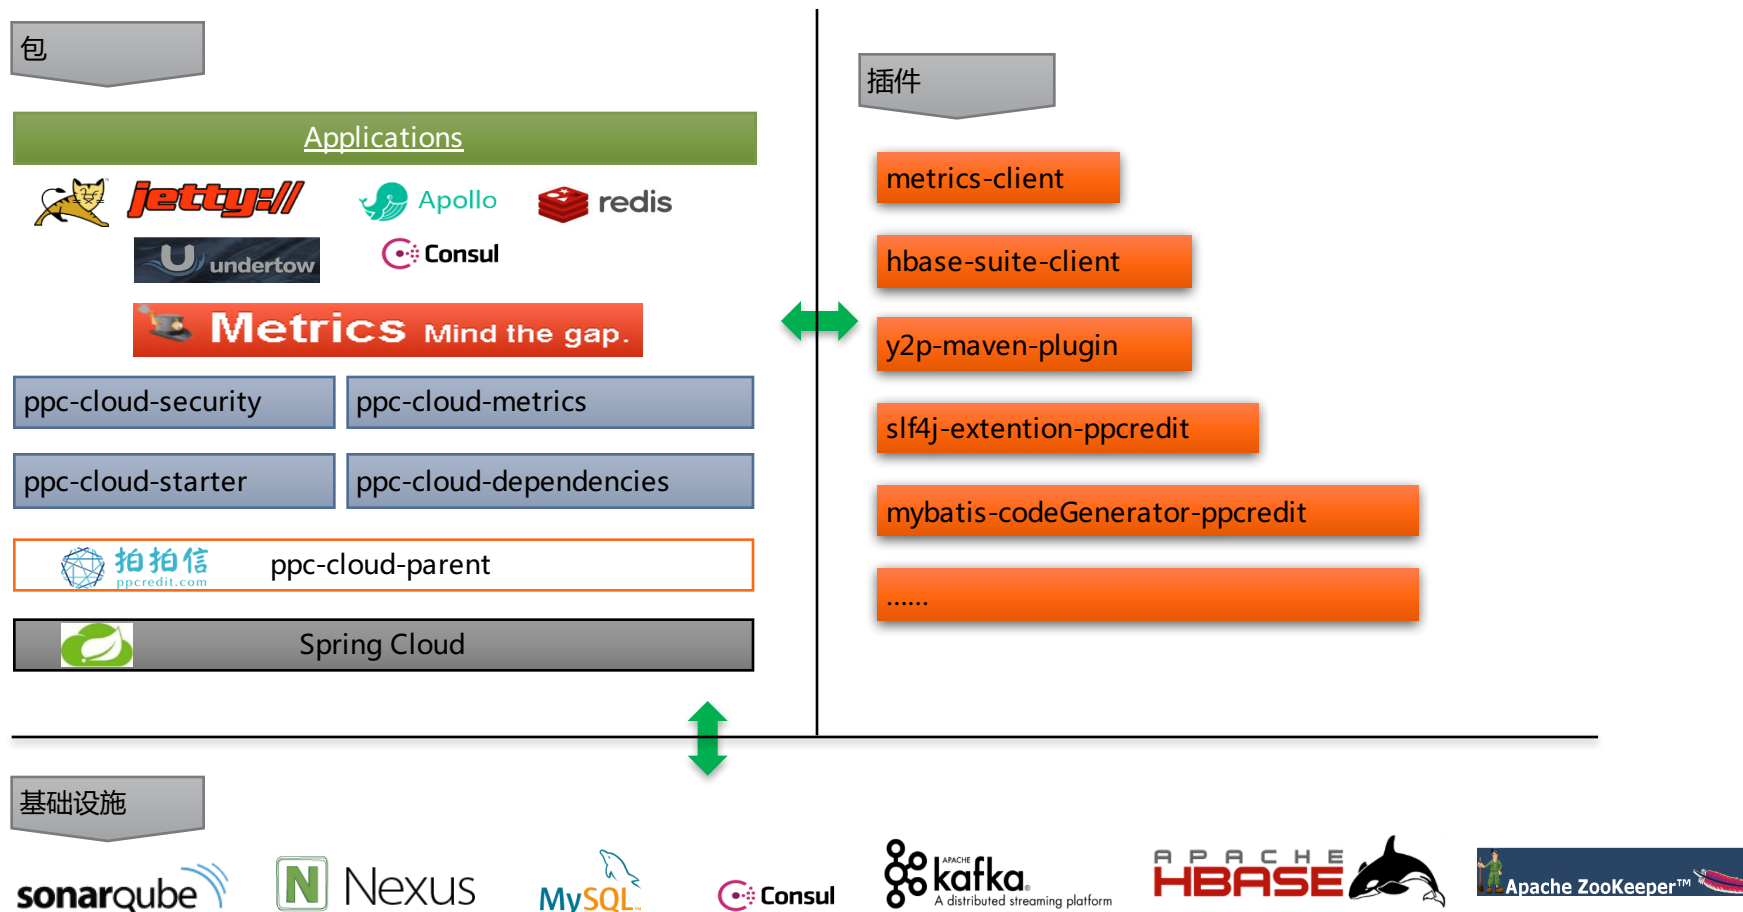 包
Applications
jetty://
Apollo
redis
undertow
Consul
Metrics Mind the gap.
ppc-cloud-security
ppc-cloud-metrics
ppc-cloud-starter
ppc-cloud-dependencies
拍拍信
ppcredit.com
ppc-cloud-parent
Spring Cloud
插件
metrics-client
hbase-suite-client
y2p-maven-plugin
slf4j-extention-ppcredit
mybatis-codeGenerator-ppcredit
......
基础设施
sonarqube
N Nexus
MySQL
Consul
APACHE
kafka®
A distributed streaming platform
APACHE
HBASE
Apache ZooKeeper™